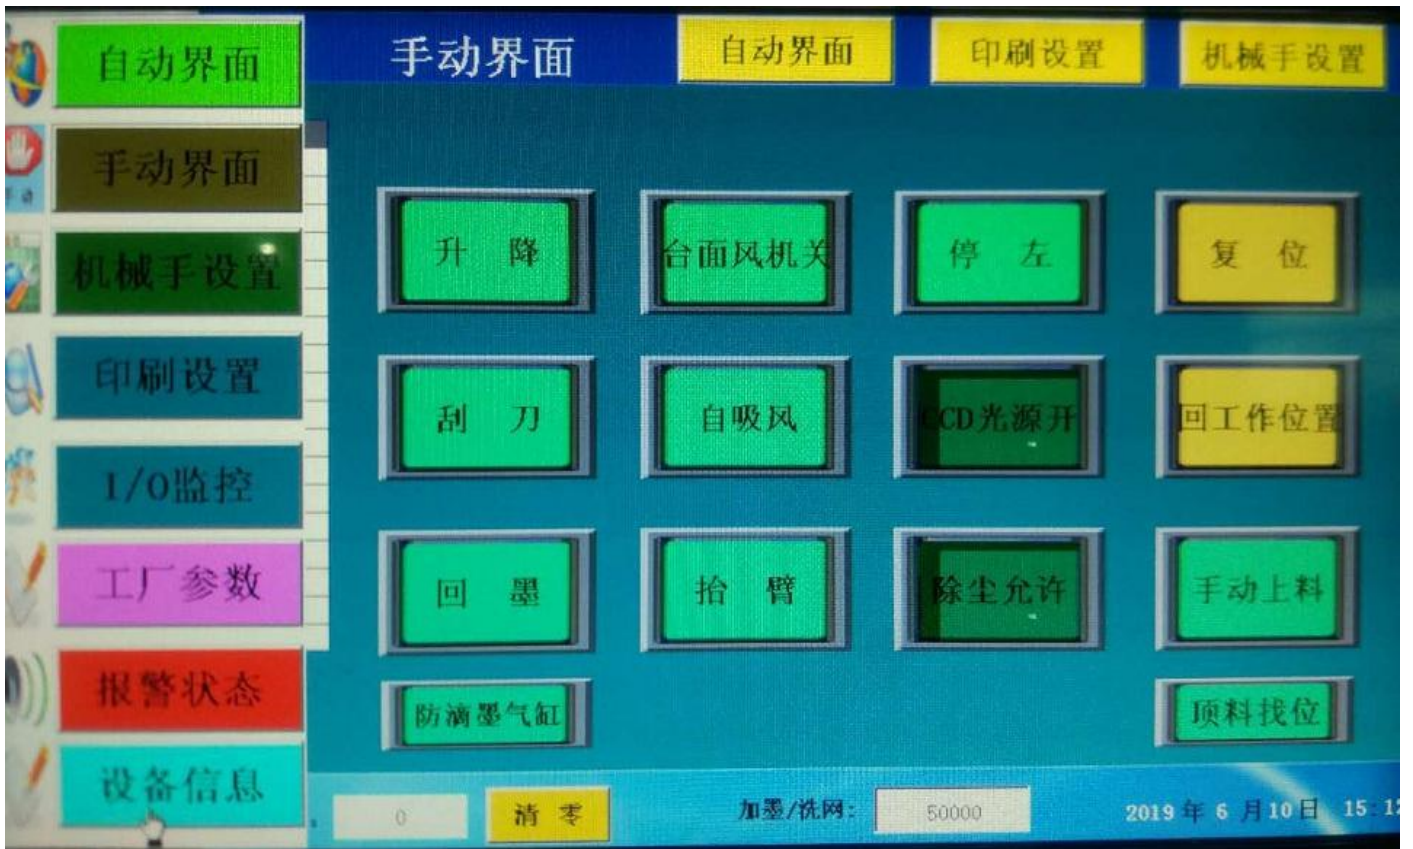 自动界面
手动界面
机械手设置
印刷设置
I/O监控
工厂参数
报警状态
设备信息
手动界面
自动界面
印刷设置
机械手设置
升 降
台面风机关
停 左
复 位
刮 刀
自吸风
CCD光源开
回工作位置
回 墨
抬 臂
除尘允许
手动上料
防滴墨气缸
顶料找位
0
清 零
加墨/洗网:
50000
2019 年 6 月 10 日 15:12